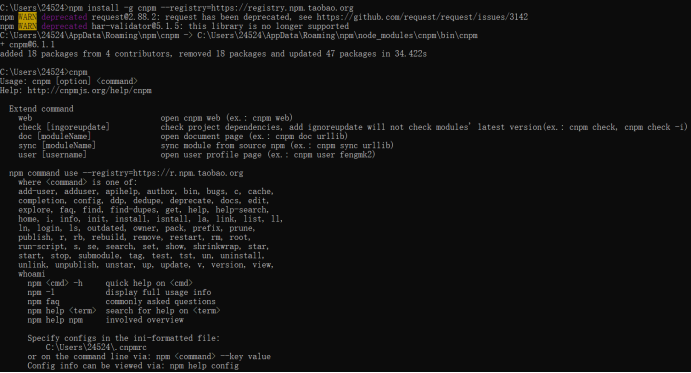 C:\Users\24524>npm install -g cnpm --registry=https://registry.npm.taobao.org
npm WARN deprecated request@2.88.2: request has been deprecated, see https://github.com/request/request/issues/3142
npm WARN deprecated har-validator@5.1.5: this library is no longer supported
C:\Users\24524\AppData\Roaming\npm\cnpm -> C:\Users\24524\AppData\Roaming\npm\node_modules\cnpm\bin\cnpm
+ cnpm@6.1.1
added 18 packages from 4 contributors, removed 18 packages and updated 47 packages in 34.422s
C:\Users\24524>cnpm
Usage: cnpm [option] <command>
Help: http://cnpmjs.org/help/cnpm
Extend command
web open cnpm web (ex.: cnpm web)
check [ingoreupdate] check project dependencies, add ignoreupdate will not check modules' latest version(ex.: cnpm check, cnpm check -i)
doc [moduleName] open document page (ex.: cnpm doc urllib)
sync [moduleName] sync module from source npm (ex.: cnpm sync urllib)
user [username] open user profile page (ex.: cnpm user fengmk2)
npm command use --registry=https://r.npm.taobao.org
where <command> is one of:
add-user, adduser, apihelp, author, bin, bugs, c, cache,
completion, config, ddp, dedupe, deprecate, docs, edit,
explore, faq, find, find-dupes, get, help, help-search,
home, i, info, init, install, isntall, la, link, list, ll,
ln, login, ls, outdated, owner, pack, prefix, prune,
publish, r, rb, rebuild, remove, restart, rm, root,
run-script, s, se, search, set, show, shrinkwrap, star,
start, stop, submodule, tag, test, tst, un, uninstall,
unlink, unpublish, unstar, up, update, v, version, view,
whoami
npm <cmd> -h quick help on <cmd>
npm -l display full usage info
npm faq commonly asked questions
npm help <term> search for help on <term>
npm help npm involved overview
Specify configs in the ini-formatted file:
C:\Users\24524\.cnpmrc
or on the command line via: npm <command> --key value
Config info can be viewed via: npm help config